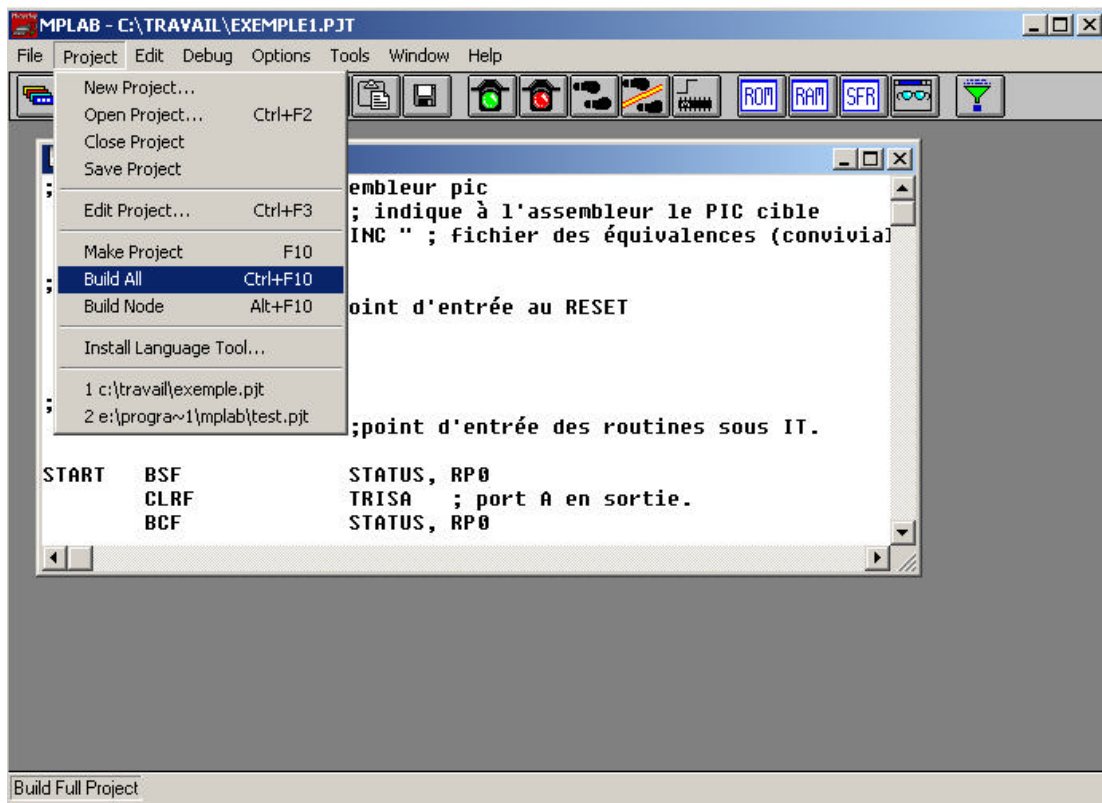 MPLAB - C:\TRAVAIL\EXEMPLE1.PJT
File Project Edit Debug Options Tools Window Help
ROM RAM SFR
New Project...
Open Project... Ctrl+F2
Close Project
Save Project
Edit Project... Ctrl+F3
Make Project F10
Build All Ctrl+F10
Build Node Alt+F10
Install Language Tool...
1 c:\travail\exemple.pjt
2 e:\progra~1\mplab\test.pjt
; embleur pic
; indique à l'assembleur le PIC cible
INC " ; fichier des équivalences (convivial
; oint d'entrée au RESET
;
;point d'entrée des routines sous IT.
START BSF STATUS, RP0
CLRF TRISA ; port A en sortie.
BCF STATUS, RP0
Build Full Project